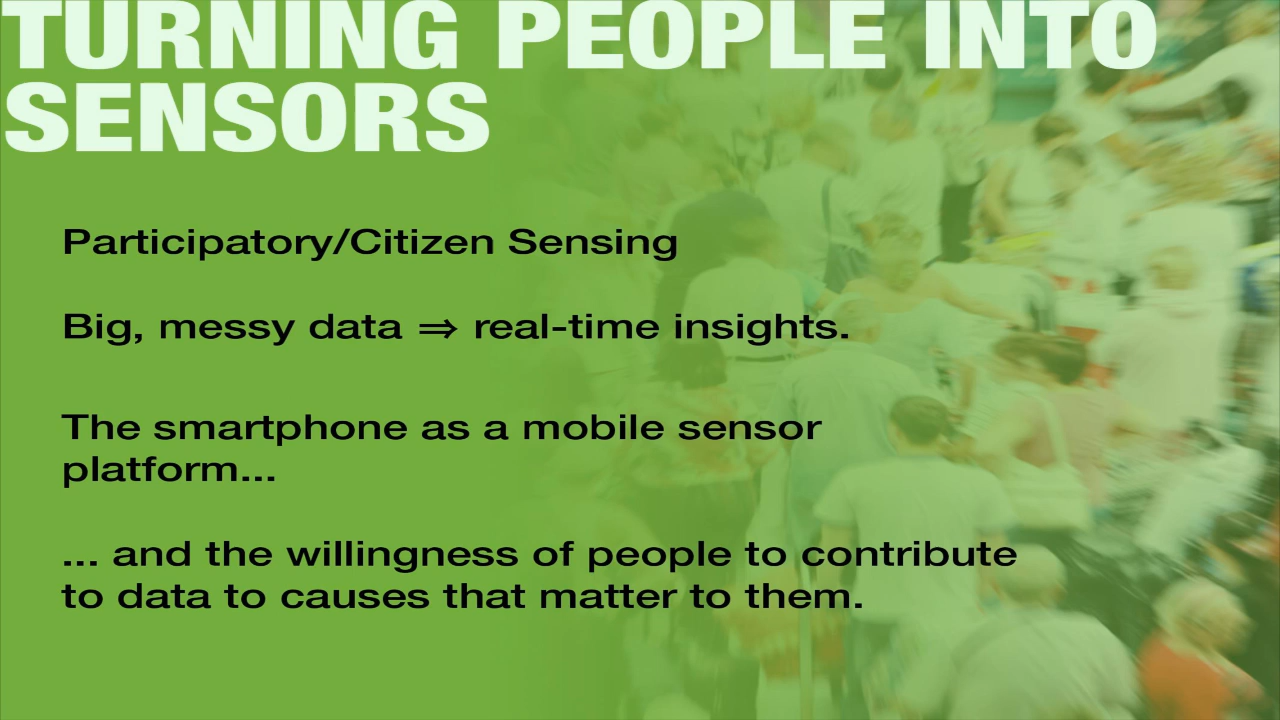 TURNING PEOPLE INTO
SENSORS
Participatory/Citizen Sensing
Big, messy data ⇒ real-time insights.
The smartphone as a mobile sensor
platform...
... and the willingness of people to contribute
to data to causes that matter to them.